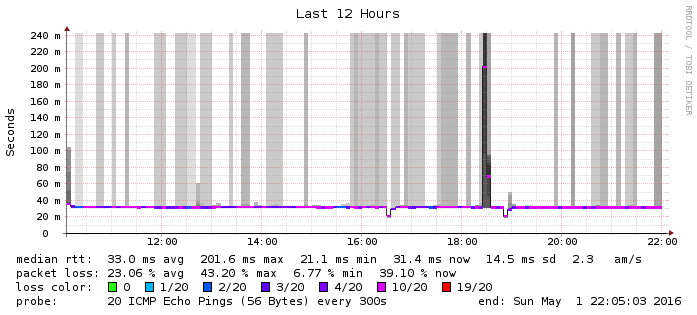 Last 12 Hours
RRDTOOL / TOBI OETIKER
Seconds
240 m
220 m
200 m
180 m
160 m
140 m
120 m
100 m
80 m
60 m
40 m
20 m
0
12:00 14:00 16:00 18:00 20:00 22:00
median rtt: 33.0 ms avg 201.6 ms max 21.1 ms min 31.4 ms now 14.5 ms sd 2.3 am/s
packet loss: 23.06 % avg 43.20 % max 6.77 % min 39.10 % now
loss color: 0 1/20 2/20 3/20 4/20 10/20 19/20
probe: 20 ICMP Echo Pings (56 Bytes) every 300s end: Sun May 1 22:05:03 2016